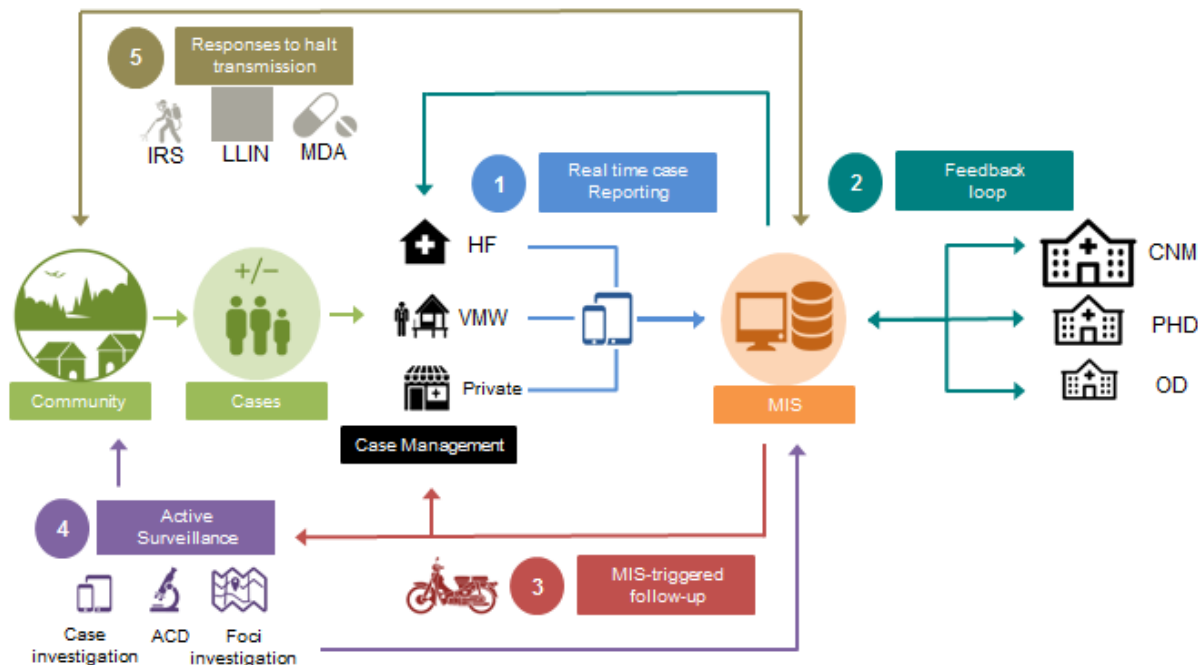 5
Responses to halt
transmission
IRS
LLIN
MDA
1
Real time case
Reporting
2
Feedback
loop
+/−
HF
VMW
Private
CNM
PHD
OD
Community
Cases
Case Management
MIS
4
Active
Surveillance
Case
investigation
ACD
Foci
investigation
3
MIS-triggered
follow-up